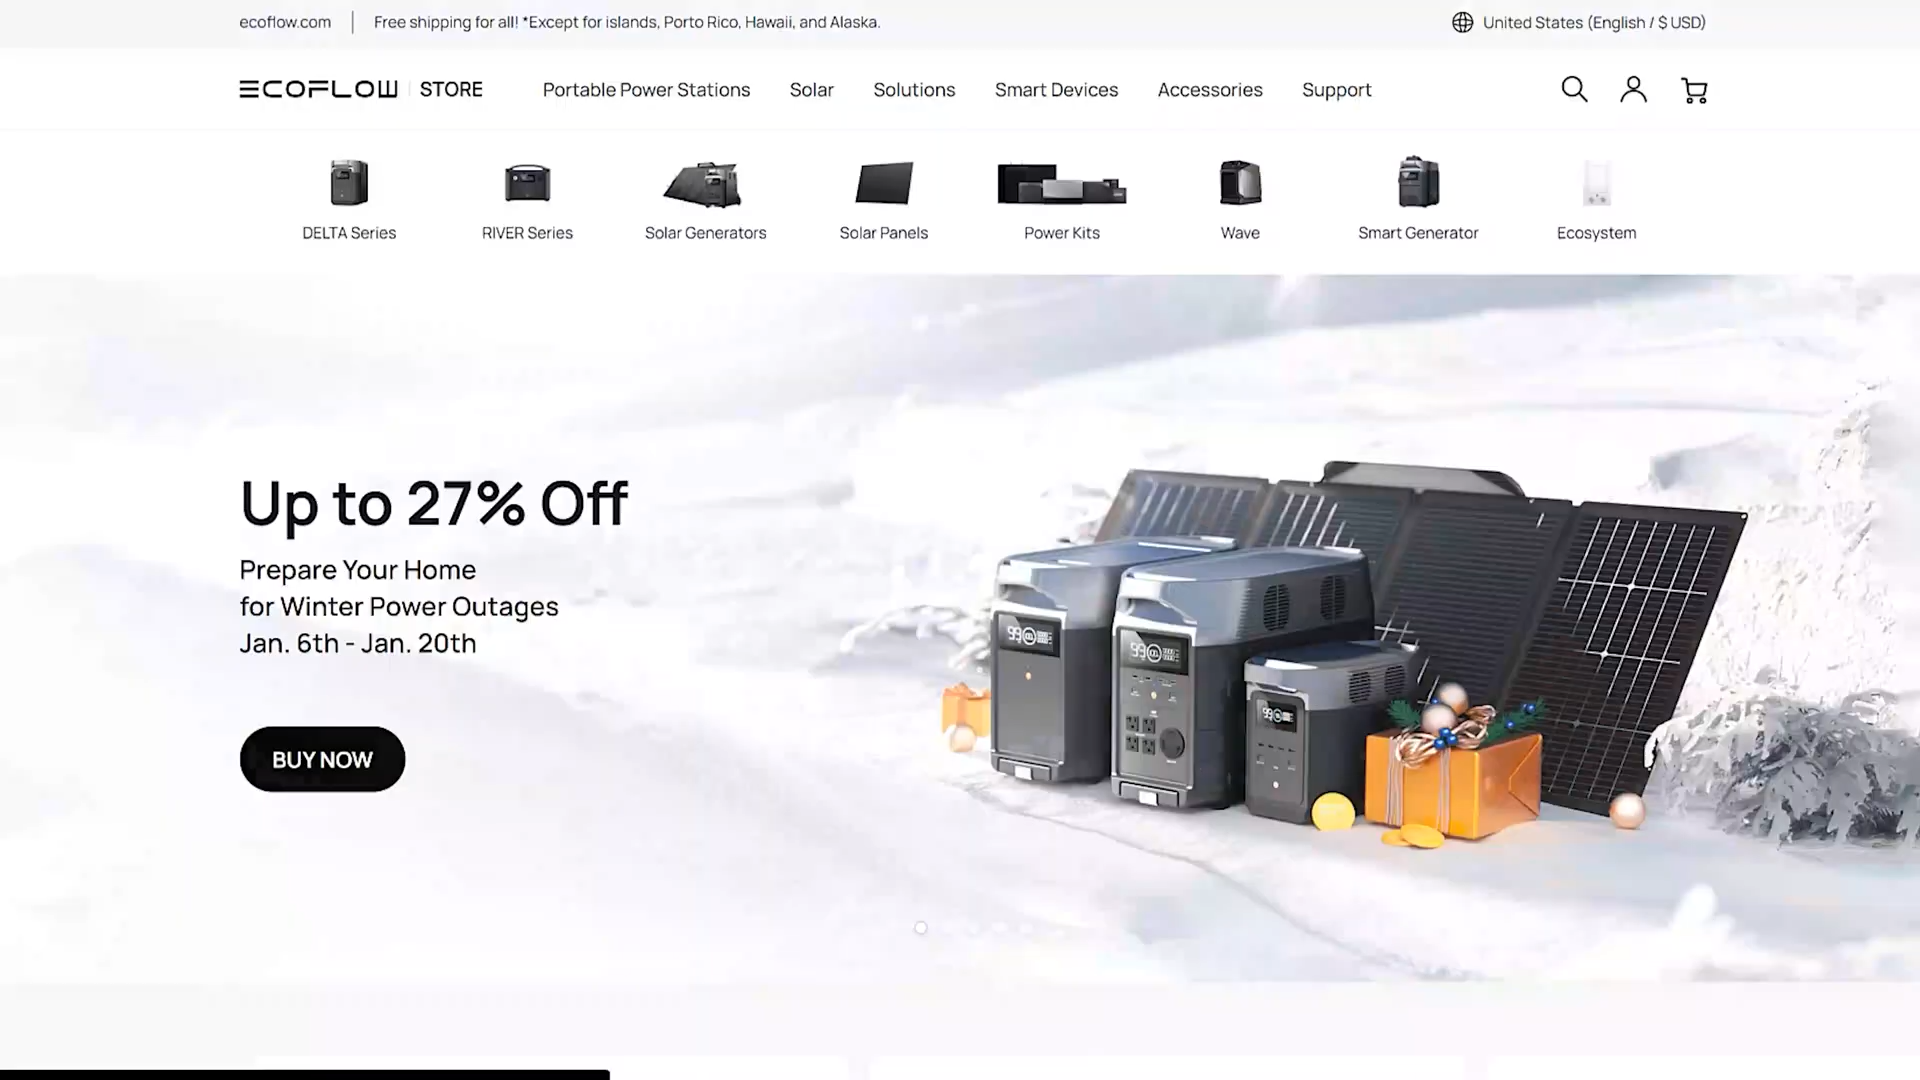 ecoflow.com
Free shipping for all! *Except for islands, Porto Rico, Hawaii, and Alaska.
United States (English / $ USD)
ECOFLOW STORE
Portable Power Stations
Solar
Solutions
Smart Devices
Accessories
Support
DELTA Series
RIVER Series
Solar Generators
Solar Panels
Power Kits
Wave
Smart Generator
Ecosystem
Up to 27% Off
Prepare Your Home
for Winter Power Outages
Jan. 6th - Jan. 20th
BUY NOW
99
99
99